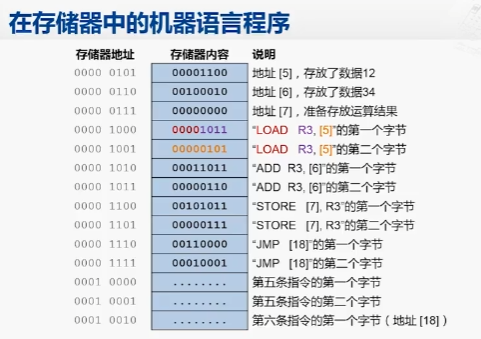 在存储器中的机器语言程序
存储器地址 存储器内容 说明
0000 0101 00001100 地址 [5]，存放了数据12
0000 0110 00100010 地址 [6]，存放了数据34
0000 0111 00000000 地址 [7]，准备存放运算结果
0000 1000 00001011 “LOAD R3, [5]”的第一个字节
0000 1001 00000101 “LOAD R3, [5]”的第二个字节
0000 1010 00011011 “ADD R3, [6]”的第一个字节
0000 1011 00000110 “ADD R3, [6]”的第二个字节
0000 1100 00101011 “STORE [7], R3”的第一个字节
0000 1101 00000111 “STORE [7], R3”的第二个字节
0000 1110 00110000 “JMP [18]”的第一个字节
0000 1111 00010001 “JMP [18]”的第二个字节
0001 0000 ........ 第五条指令的第一个字节
0001 0001 ........ 第五条指令的第二个字节
0001 0010 ........ 第六条指令的第一个字节（地址 [18]）